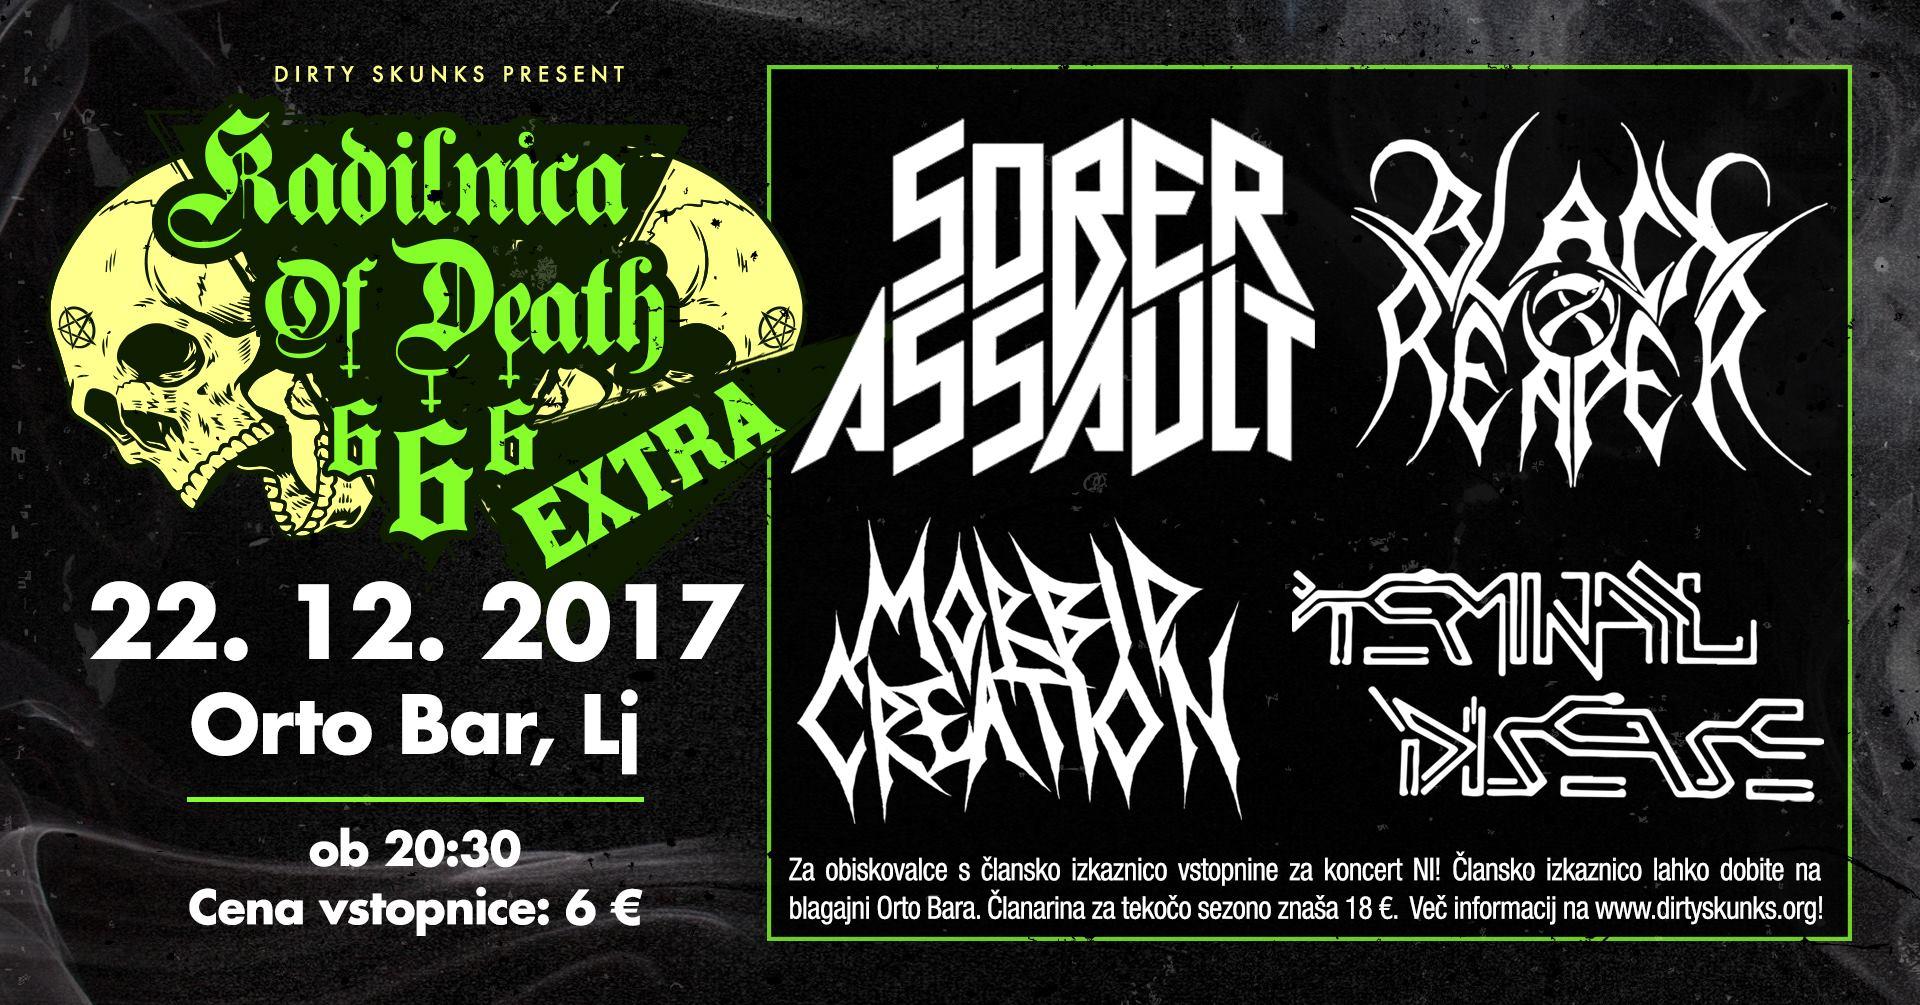 DIRTY SKUNKS PRESENT
Kadilnica
Of Death
666
EXTRA
22. 12. 2017
Orto Bar, Lj
ob 20:30
Cena vstopnice: 6 €
SOBER
ASSAULT
BLACK
REAPER
MORBID
CREATION
TERMINAL
DISEASE
Za obiskovalce s člansko izkaznico vstopnine za koncert NI! Člansko izkaznico lahko dobite na
blagajni Orto Bara. Članarina za tekočo sezono znaša 18 €. Več informacij na www.dirtyskunks.org!